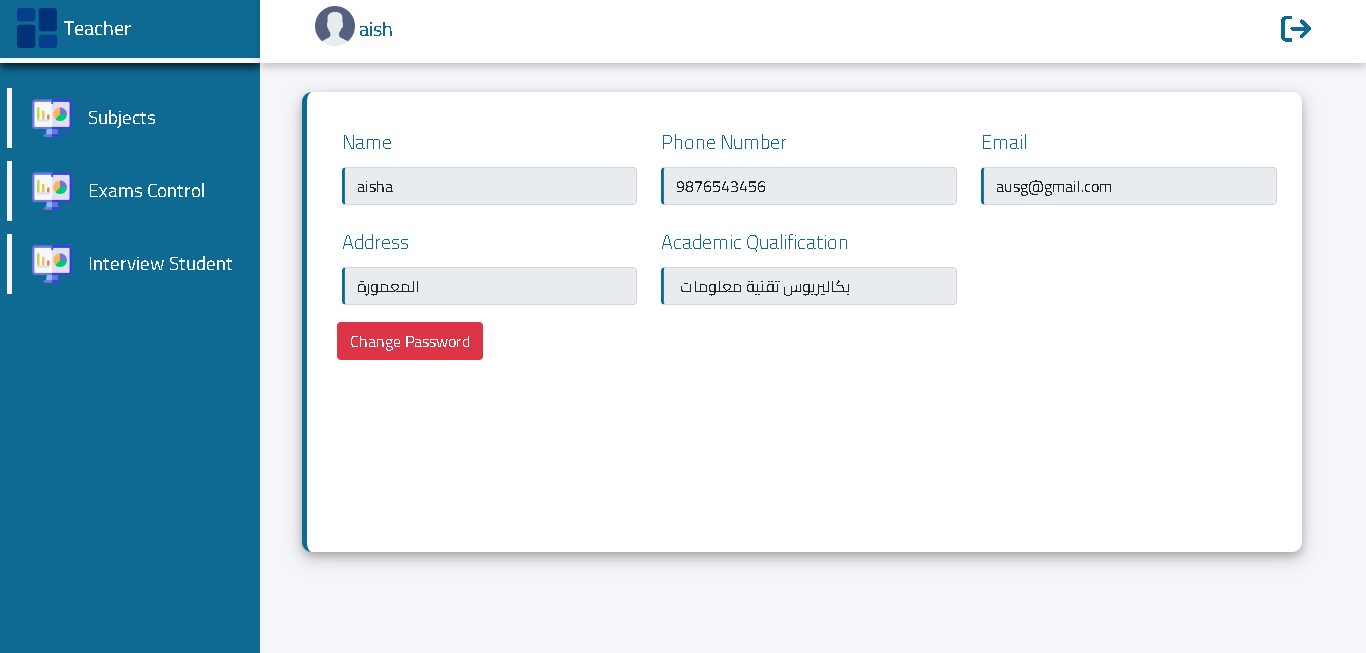 Teacher
aish
Subjects
Exams Control
Interview Student
Name
Phone Number
Email
aisha
9876543456
ausg@gmail.com
Address
Academic Qualification
المعمورة
بكاليريوس تقنية معلومات
Change Password